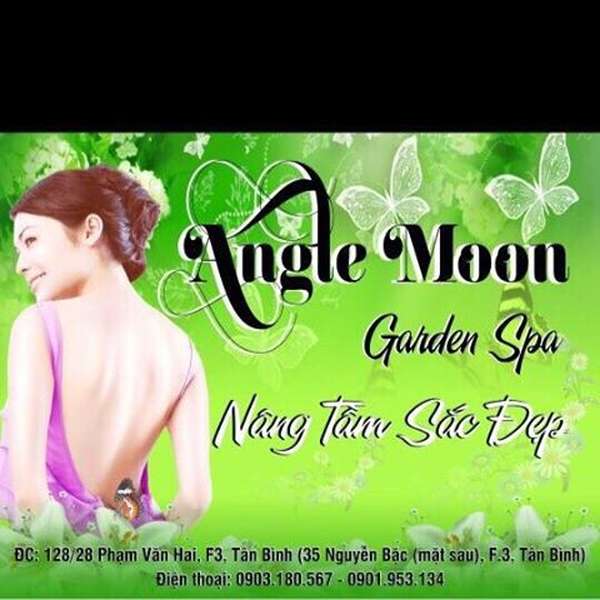 Angle Moon
Garden Spa
Nâng Tầm Sắc Đẹp
ĐC: 128/28 Phạm Văn Hai, F3, Tân Bình (35 Nguyễn Bắc (mặt sau), F.3, Tân Bình)
Điện thoại: 0903.180.567 - 0901.953.134